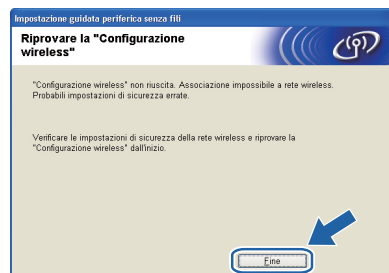 Impostazione guidata periferica senza fili
Riprovare la "Configurazione
wireless"
"Configurazione wireless" non riuscita. Associazione impossibile a rete wireless.
Probabili impostazioni di sicurezza errate.
Verificare le impostazioni di sicurezza della rete wireless e riprovare la
"Configurazione wireless" dall'inizio.
Fine